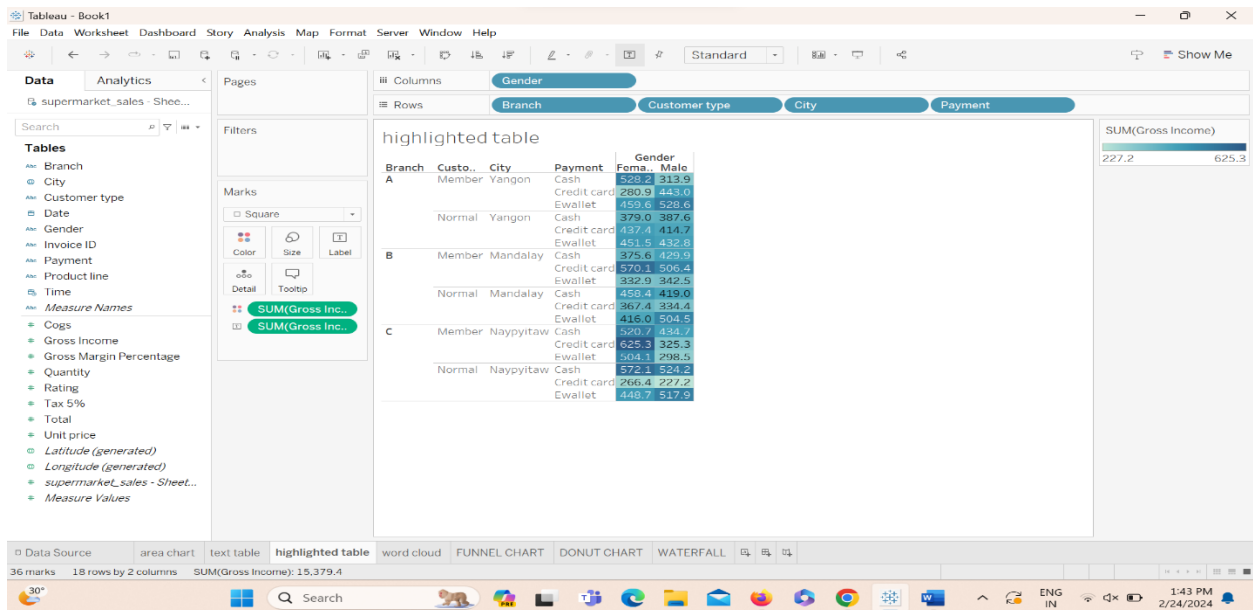 Tableau - Book1
File Data Worksheet Dashboard Story Analysis Map Format Server Window Help
Standard
Show Me
Data Analytics
Pages
iii Columns Gender
supermarket_sales - Shee...
Rows Branch Customer type City Payment
Search
Filters
highlighted table
SUM(Gross Income)
227.2 625.3
Tables
Abc Branch
City
Abc Customer type
Date
Abc Gender
Abc Invoice ID
Abc Payment
Abc Product line
Time
Abc Measure Names
Cogs
Gross Income
Gross Margin Percentage
Quantity
Rating
Tax 5%
Total
Unit price
Latitude (generated)
Longitude (generated)
supermarket_sales - Sheet...
Measure Values
Marks
Square
Color Size Label
Detail Tooltip
SUM(Gross Inc..
SUM(Gross Inc..
Gender
Branch Custo.. City Payment Fema.. Male
A Member Yangon Cash 528.2 313.9
Credit card 280.9 443.0
Ewallet 459.6 528.6
Normal Yangon Cash 379.0 387.6
Credit card 437.4 414.7
Ewallet 451.5 432.8
B Member Mandalay Cash 375.6 429.9
Credit card 570.1 506.4
Ewallet 332.9 342.5
Normal Mandalay Cash 458.4 419.0
Credit card 367.4 334.4
Ewallet 416.0 504.5
C Member Naypyitaw Cash 520.7 434.7
Credit card 625.3 325.3
Ewallet 504.1 298.5
Normal Naypyitaw Cash 572.1 524.2
Credit card 266.4 227.2
Ewallet 448.7 517.9
Data Source area chart text table highlighted table word cloud FUNNEL CHART DONUT CHART WATERFALL
36 marks 18 rows by 2 columns SUM(Gross Income): 15,379.4
30°
Search
PRE
ENG
IN
1:43 PM
2/24/2024